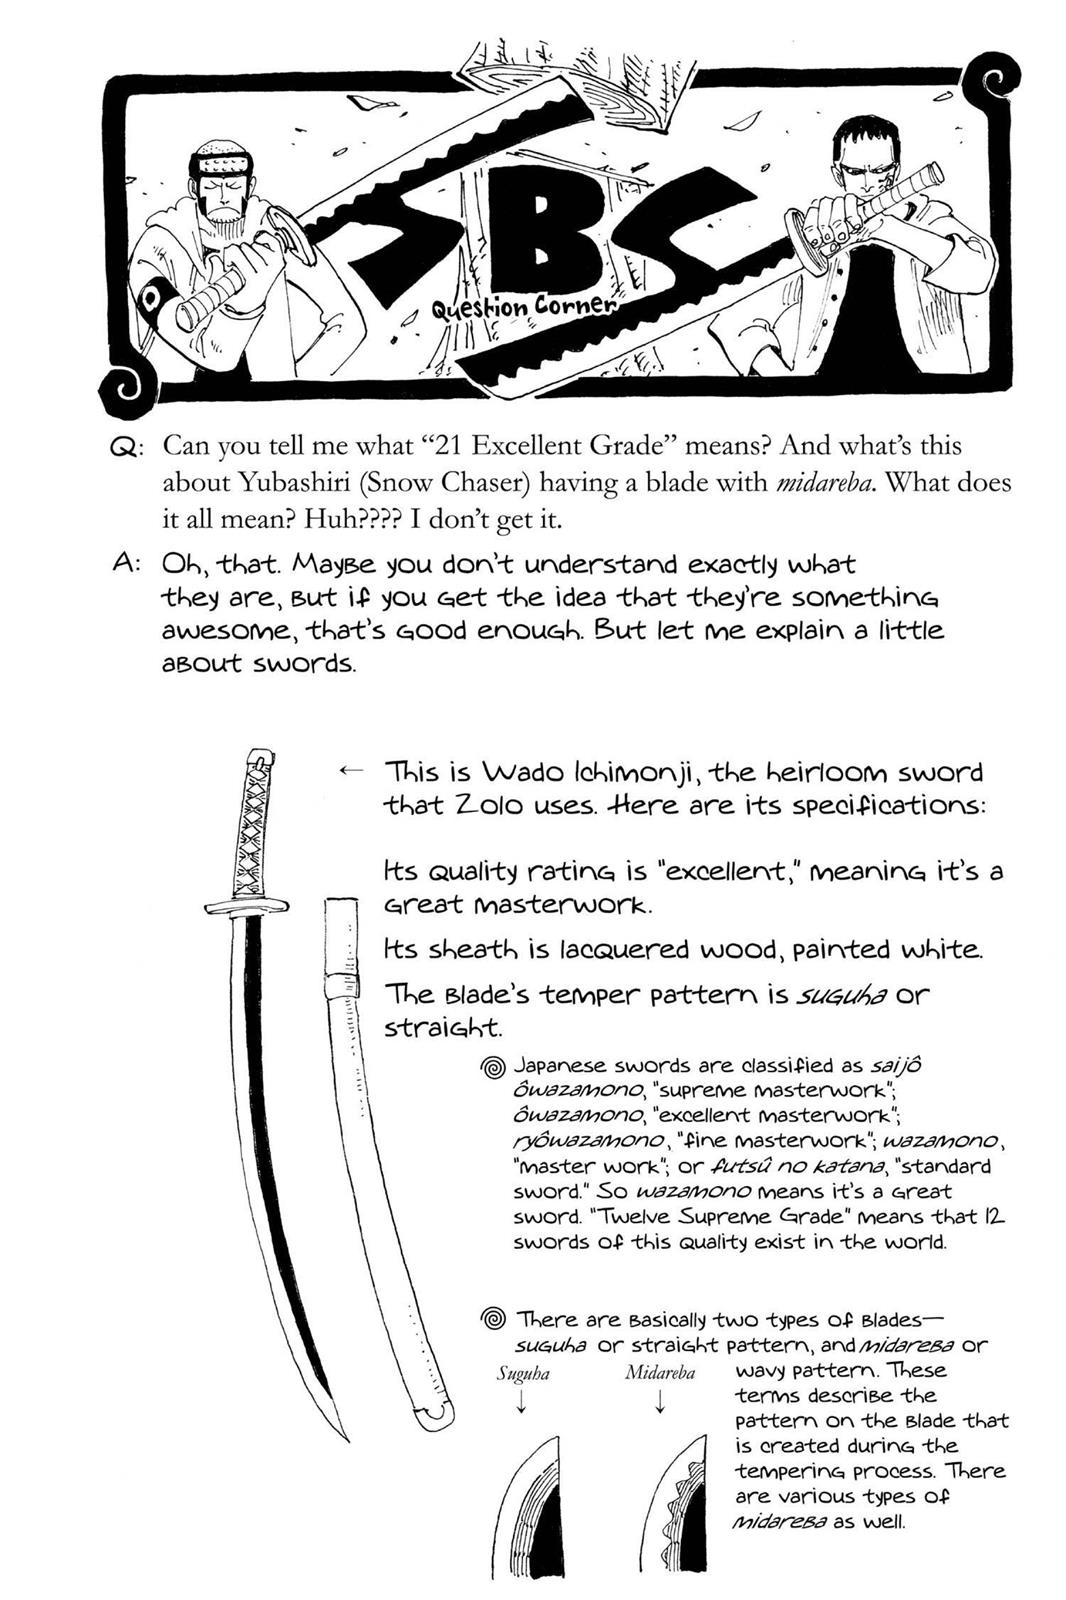 SBS
Question Corner
Q: Can you tell me what “21 Excellent Grade” means? And what’s this
about Yubashiri (Snow Chaser) having a blade with midareba. What does
it all mean? Huh???? I don’t get it.
A: Oh, that. Maybe you don't understand exactly what
they are, but if you get the idea that they're something
awesome, that's good enough. But let me explain a little
about swords.
← This is Wado Ichimonji, the heirloom sword
that Zolo uses. Here are its specifications:
Its quality rating is "excellent," meaning it's a
great masterwork.
Its sheath is lacquered wood, painted white.
The blade's temper pattern is suguha or
straight.
Japanese swords are classified as saijô
ôwazamono, "supreme masterwork";
ôwazamono, "excellent masterwork";
ryôwazamono, "fine masterwork"; wazamono,
"master work"; or futsû no katana, "standard
sword." So wazamono means it's a great
sword. "Twelve Supreme Grade" means that 12
swords of this quality exist in the world.
There are basically two types of blades—
suguha or straight pattern, and midareba or
wavy pattern. These
terms describe the
pattern on the blade that
is created during the
tempering process. There
are various types of
midareba as well.
Suguha
↓
Midareba
↓